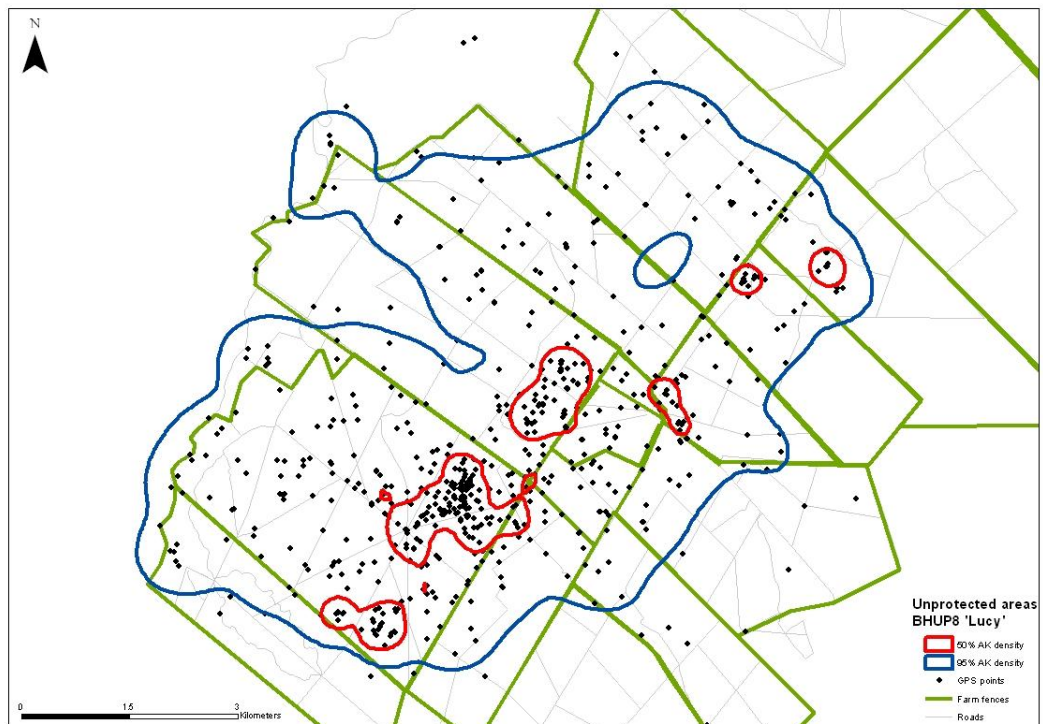 N
Unprotected areas
BHUP8 'Lucy'
50% AK density
95% AK density
GPS points
Farm fences
Roads
0 1.5 3
Kilometers